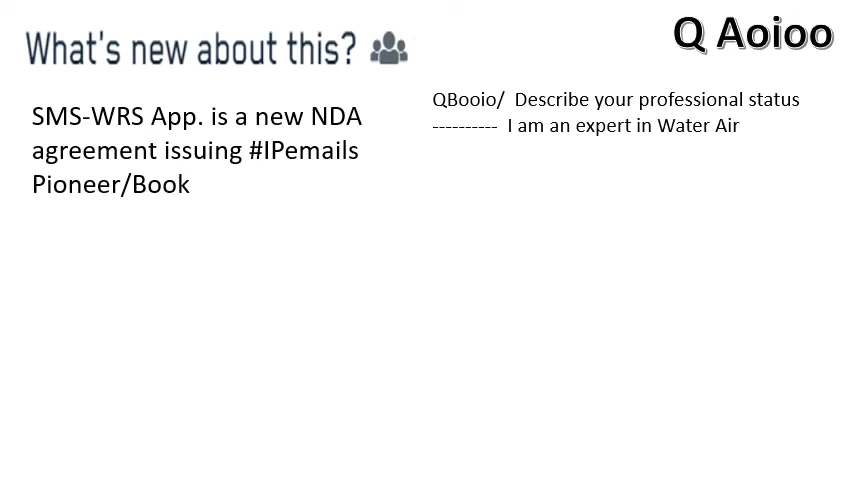 What's new about this?
Q Aoioo
SMS-WRS App. is a new NDA
agreement issuing #IPemails
Pioneer/Book
QBooio/ Describe your professional status
---------- I am an expert in Water Air